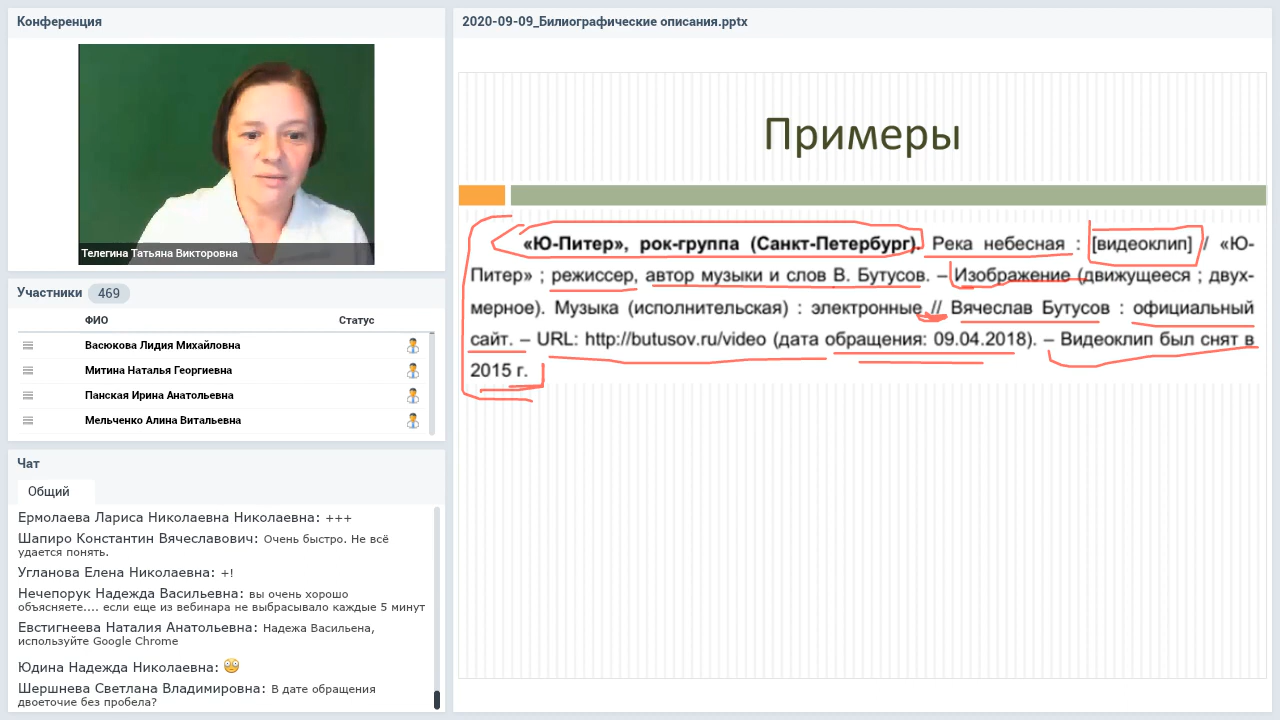 Конференция
Телегина Татьяна Викторовна
Участники 469
ФИО Статус
Васюкова Лидия Михайловна
Митина Наталья Георгиевна
Панская Ирина Анатольевна
Мельченко Алина Витальевна
Чат
Общий
Ермолаева Лариса Николаевна Николаевна: +++
Шапиро Константин Вячеславович: Очень быстро. Не всё
удается понять.
Угланова Елена Николаевна: +!
Нечепорук Надежда Васильевна: вы очень хорошо
объясняете.... если еще из вебинара не выбрасывало каждые 5 минут
Евстигнеева Наталия Анатольевна: Надежа Васильена,
используйте Google Chrome
Юдина Надежда Николаевна:
Шершнева Светлана Владимировна: В дате обращения
двоеточие без пробела?
2020-09-09_Билиографические описания.pptx
Примеры
«Ю-Питер», рок-группа (Санкт-Петербург). Река небесная : [видеоклип] / «Ю-
Питер» ; режиссер, автор музыки и слов В. Бутусов. – Изображение (движущееся ; двух-
мерное). Музыка (исполнительская) : электронные // Вячеслав Бутусов : официальный
сайт. – URL: http://butusov.ru/video (дата обращения: 09.04.2018). – Видеоклип был снят в
2015 г.